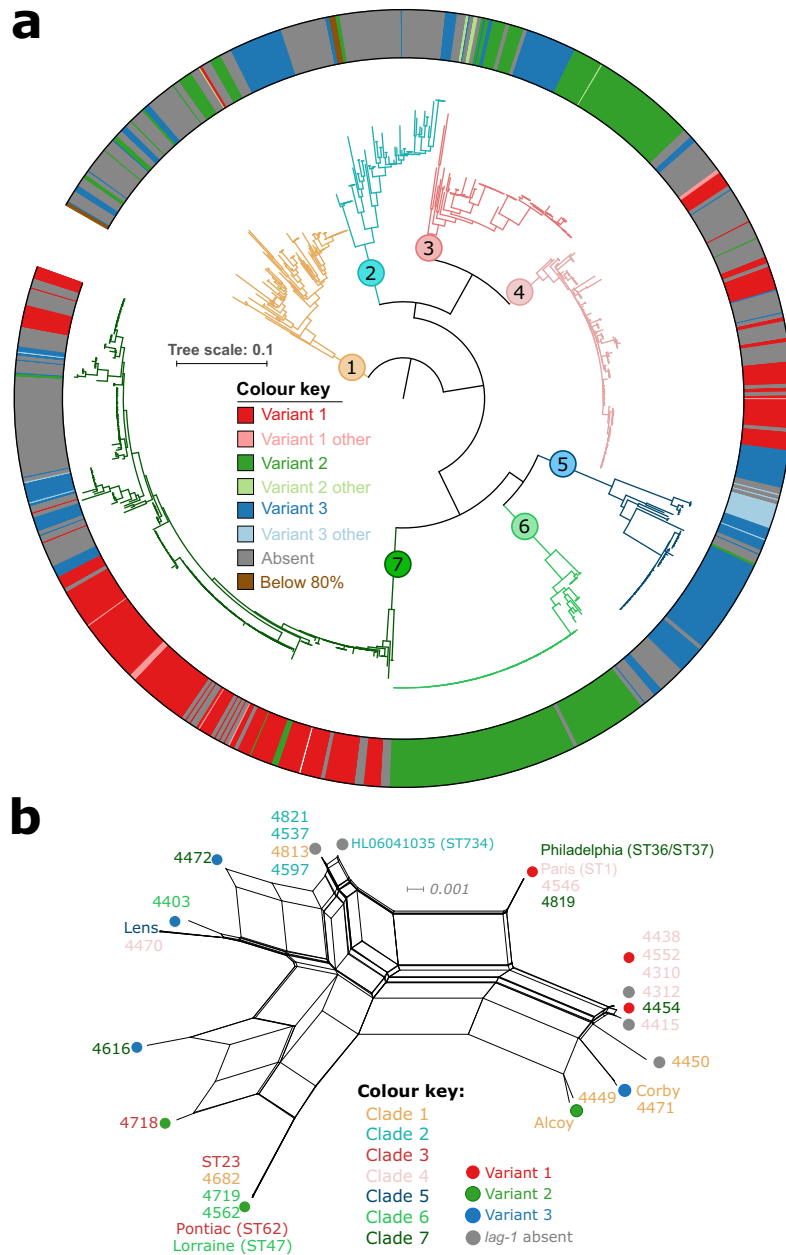 a
1
2
3
4
5
6
7
Tree scale: 0.1
Colour key
Variant 1
Variant 1 other
Variant 2
Variant 2 other
Variant 3
Variant 3 other
Absent
Below 80%
b
4821
4537
4813
4597
HL06041035 (ST734)
4472
4403
Lens
4470
0.001
Philadelphia (ST36/ST37)
Paris (ST1)
4546
4819
4438
4552
4310
4312
4454
4415
4450
4449
Corby
4471
Alcoy
4616
4718
ST23
4682
4719
4562
Pontiac (ST62)
Lorraine (ST47)
Colour key:
Clade 1
Clade 2
Clade 3
Clade 4
Clade 5
Clade 6
Clade 7
Variant 1
Variant 2
Variant 3
lag-1 absent